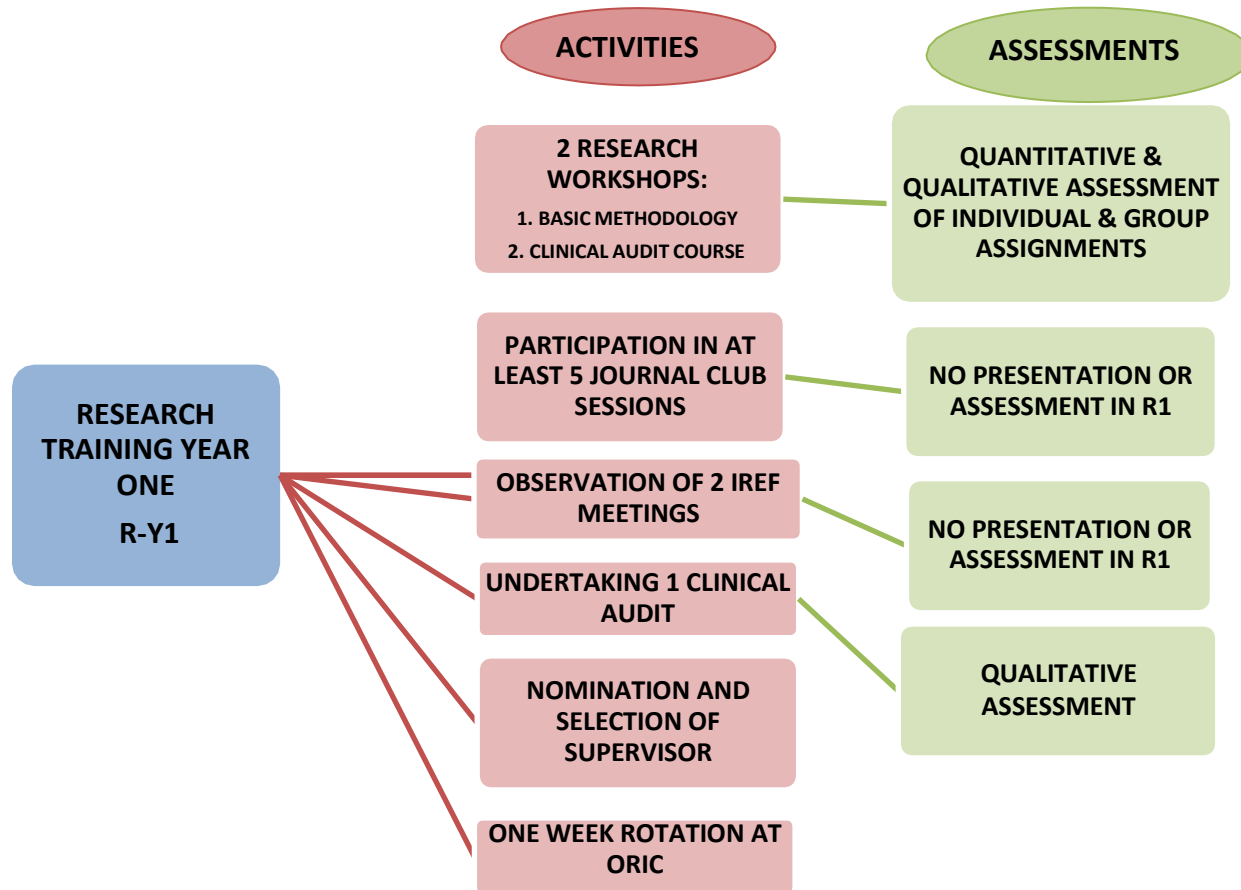 ACTIVITIES
ASSESSMENTS
2 RESEARCH
WORKSHOPS:
1. BASIC METHODOLOGY
2. CLINICAL AUDIT COURSE
QUANTITATIVE &
QUALITATIVE ASSESSMENT
OF INDIVIDUAL & GROUP
ASSIGNMENTS
PARTICIPATION IN AT
LEAST 5 JOURNAL CLUB
SESSIONS
NO PRESENTATION OR
ASSESSMENT IN R1
RESEARCH
TRAINING YEAR
ONE
R-Y1
OBSERVATION OF 2 IREF
MEETINGS
NO PRESENTATION OR
ASSESSMENT IN R1
UNDERTAKING 1 CLINICAL
AUDIT
QUALITATIVE
ASSESSMENT
NOMINATION AND
SELECTION OF
SUPERVISOR
ONE WEEK ROTATION AT
ORIC